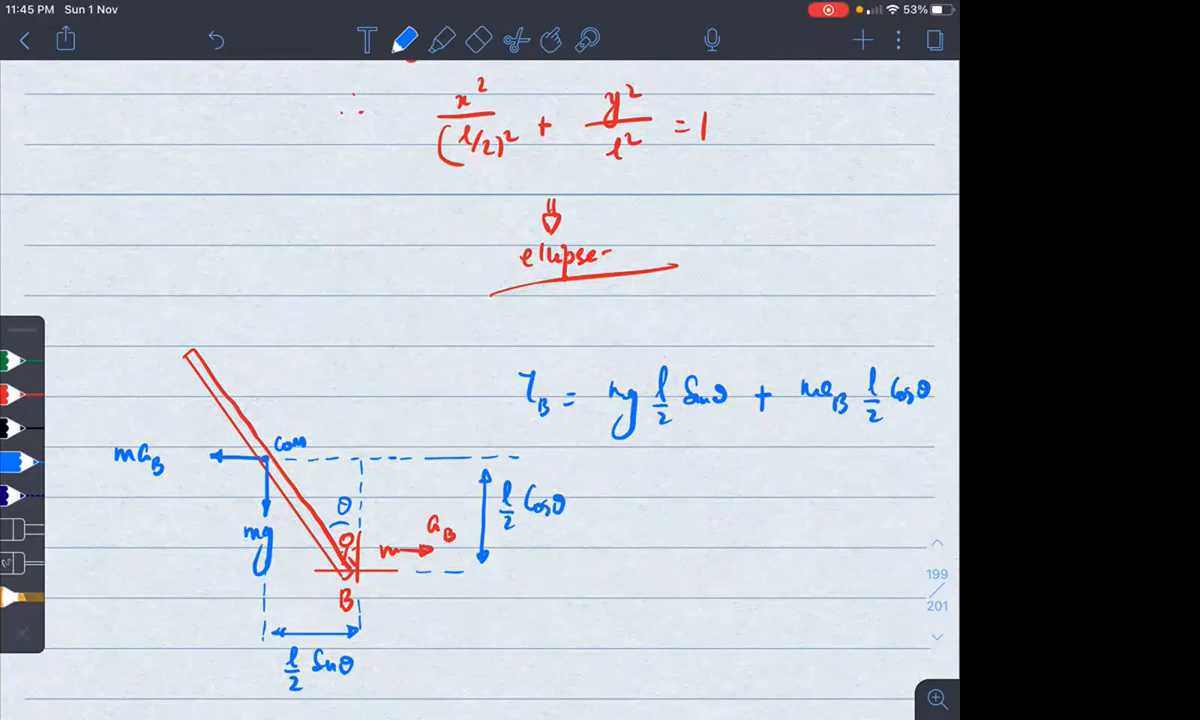 11:45 PM Sun 1 Nov 53%
∴ x²/(l/2)² + y²/l² = 1
ellipse
τ_B = mg l/2 Sinθ + ma_B l/2 Cosθ
com
ma_B
θ
l/2 Cosθ
mg
θ
a_B
B
l/2 Sinθ
199
201